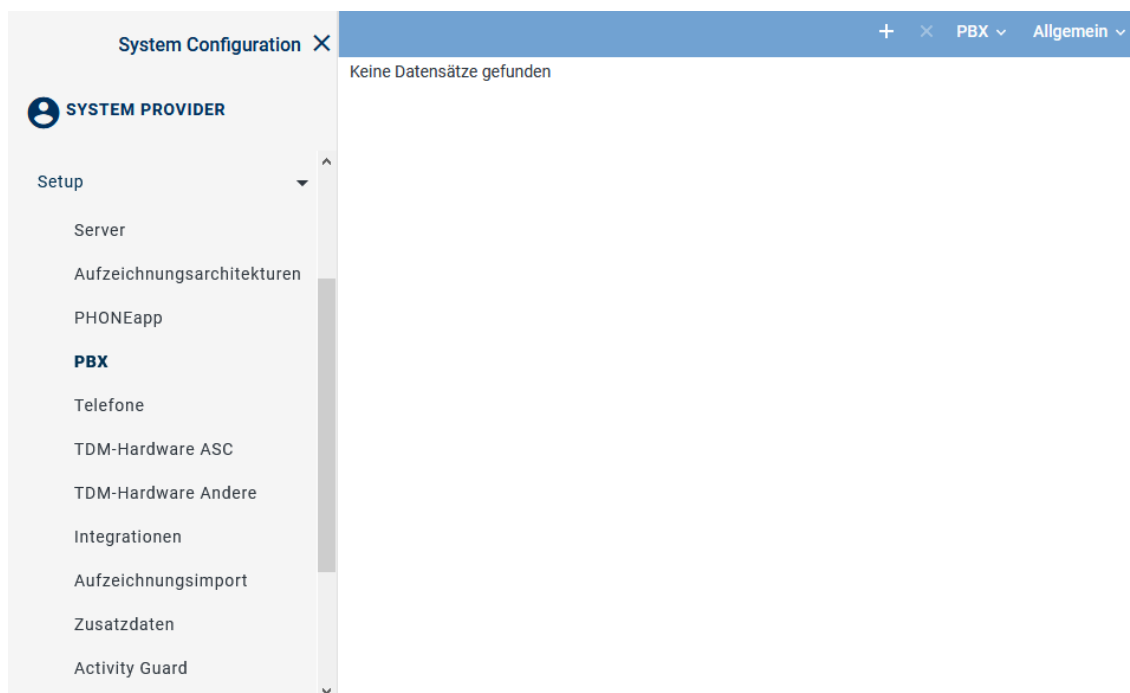 System Configuration
PBX Allgemein
Keine Datensätze gefunden
SYSTEM PROVIDER
Setup
Server
Aufzeichnungsarchitekturen
PHONEapp
PBX
Telefone
TDM-Hardware ASC
TDM-Hardware Andere
Integrationen
Aufzeichnungsimport
Zusatzdaten
Activity Guard